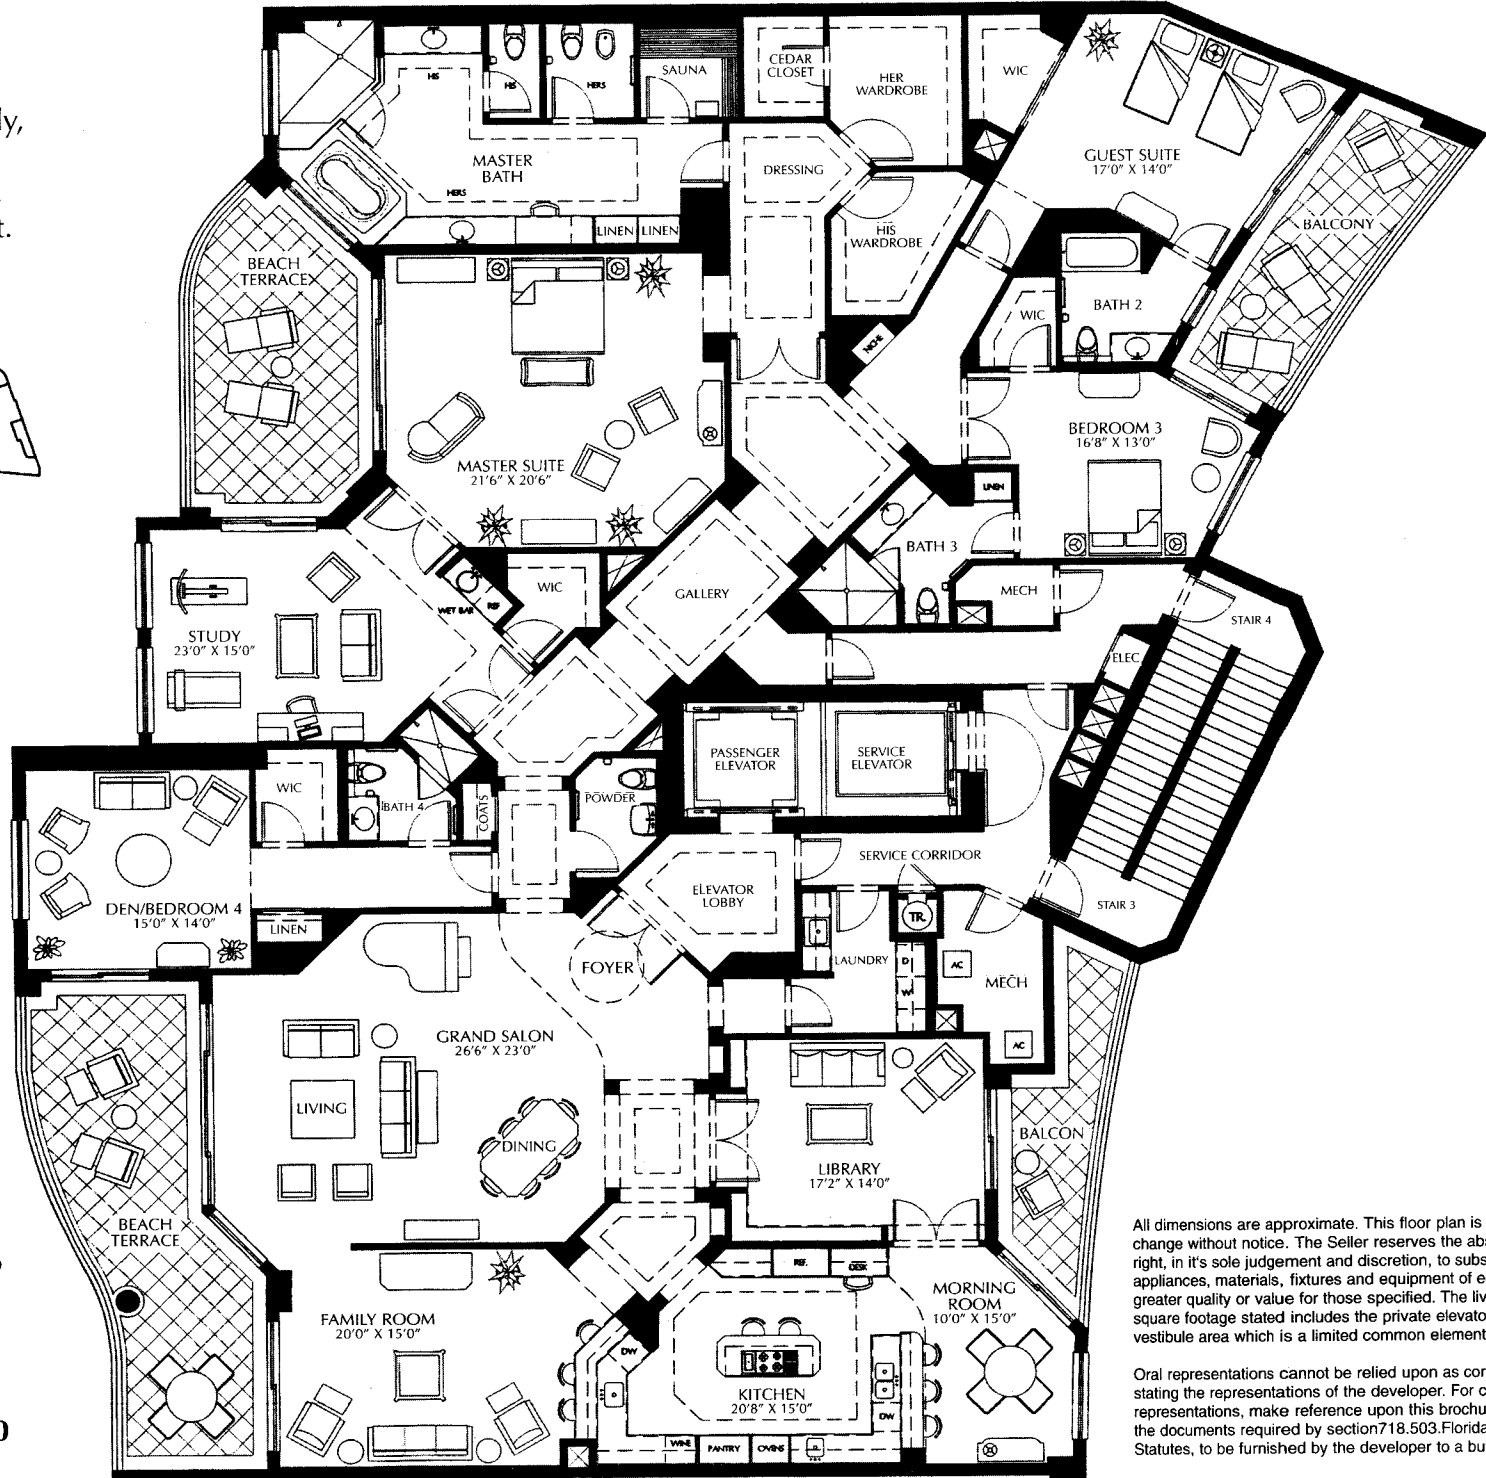 ly,
t.
CEDAR
CLOSET
HER
WARDROBE
WIC
SAUNA
HIS
HIS
HERS
MASTER
BATH
HERS
LINEN
LINEN
DRESSING
HIS
WARDROBE
GUEST SUITE
17'0" X 14'0"
BALCONY
BEACH
TERRACE
NICHE
WIC
BATH 2
MASTER SUITE
21'6" X 20'6"
BEDROOM 3
16'8" X 13'0"
LINEN
BATH 3
MECH
WET BAR
REF
WIC
GALLERY
STUDY
23'0" X 15'0"
STAIR 4
ELEC
PASSENGER
ELEVATOR
SERVICE
ELEVATOR
WIC
BATH 4
COATS
POWDER
SERVICE CORRIDOR
ELEVATOR
LOBBY
DEN/BEDROOM 4
15'0" X 14'0"
LINEN
STAIR 3
TR.
FOYER
LAUNDRY
D
W
AC
MECH
AC
GRAND SALON
26'6" X 23'0"
LIVING
DINING
BALCON
LIBRARY
17'2" X 14'0"
BEACH
TERRACE
REF.
DESK
FAMILY ROOM
20'0" X 15'0"
MORNING
ROOM
10'0" X 15'0"
DW
KITCHEN
20'8" X 15'0"
DW
WINE
PANTRY
OVENS
All dimensions are approximate. This floor plan is
change without notice. The Seller reserves the abs
right, in it's sole judgement and discretion, to subs
appliances, materials, fixtures and equipment of e
greater quality or value for those specified. The liv
square footage stated includes the private elevato
vestibule area which is a limited common element
Oral representations cannot be relied upon as cor
stating the representations of the developer. For c
representations, make reference upon this brochu
the documents required by section718.503.Florida
Statutes, to be furnished by the developer to a bu